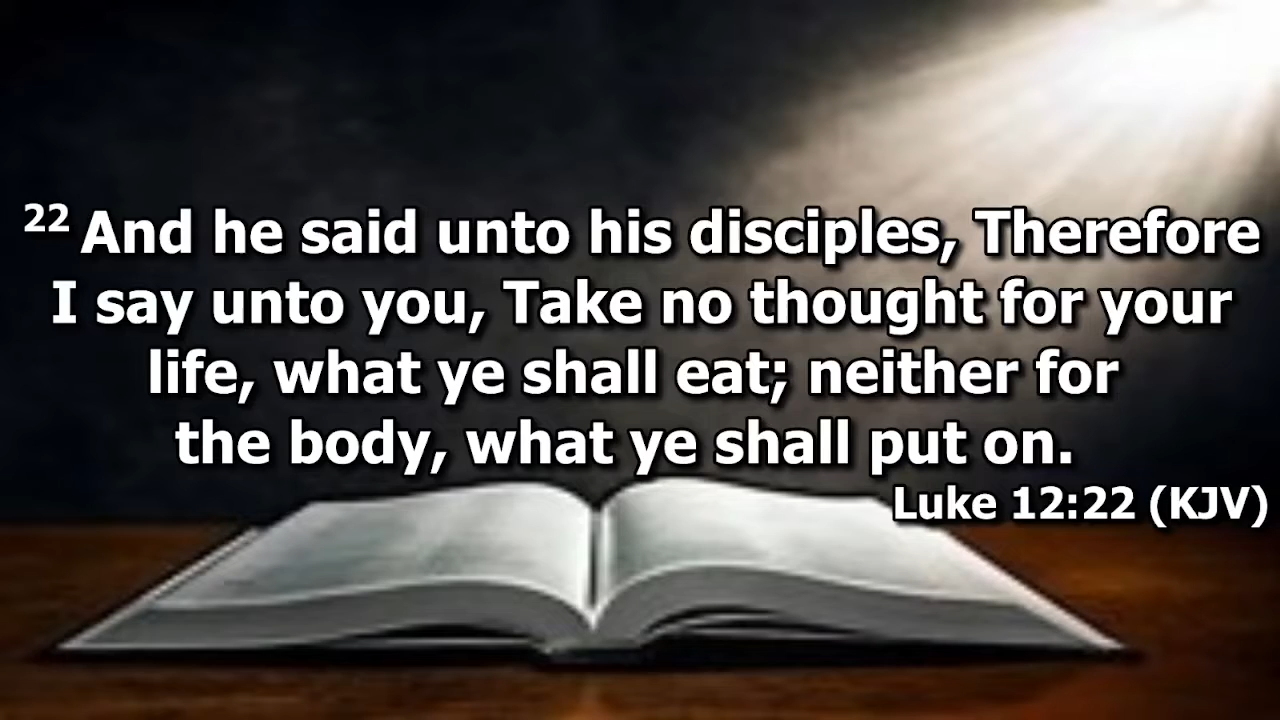 22 And he said unto his disciples, Therefore
I say unto you, Take no thought for your
life, what ye shall eat; neither for
the body, what ye shall put on.
Luke 12:22 (KJV)